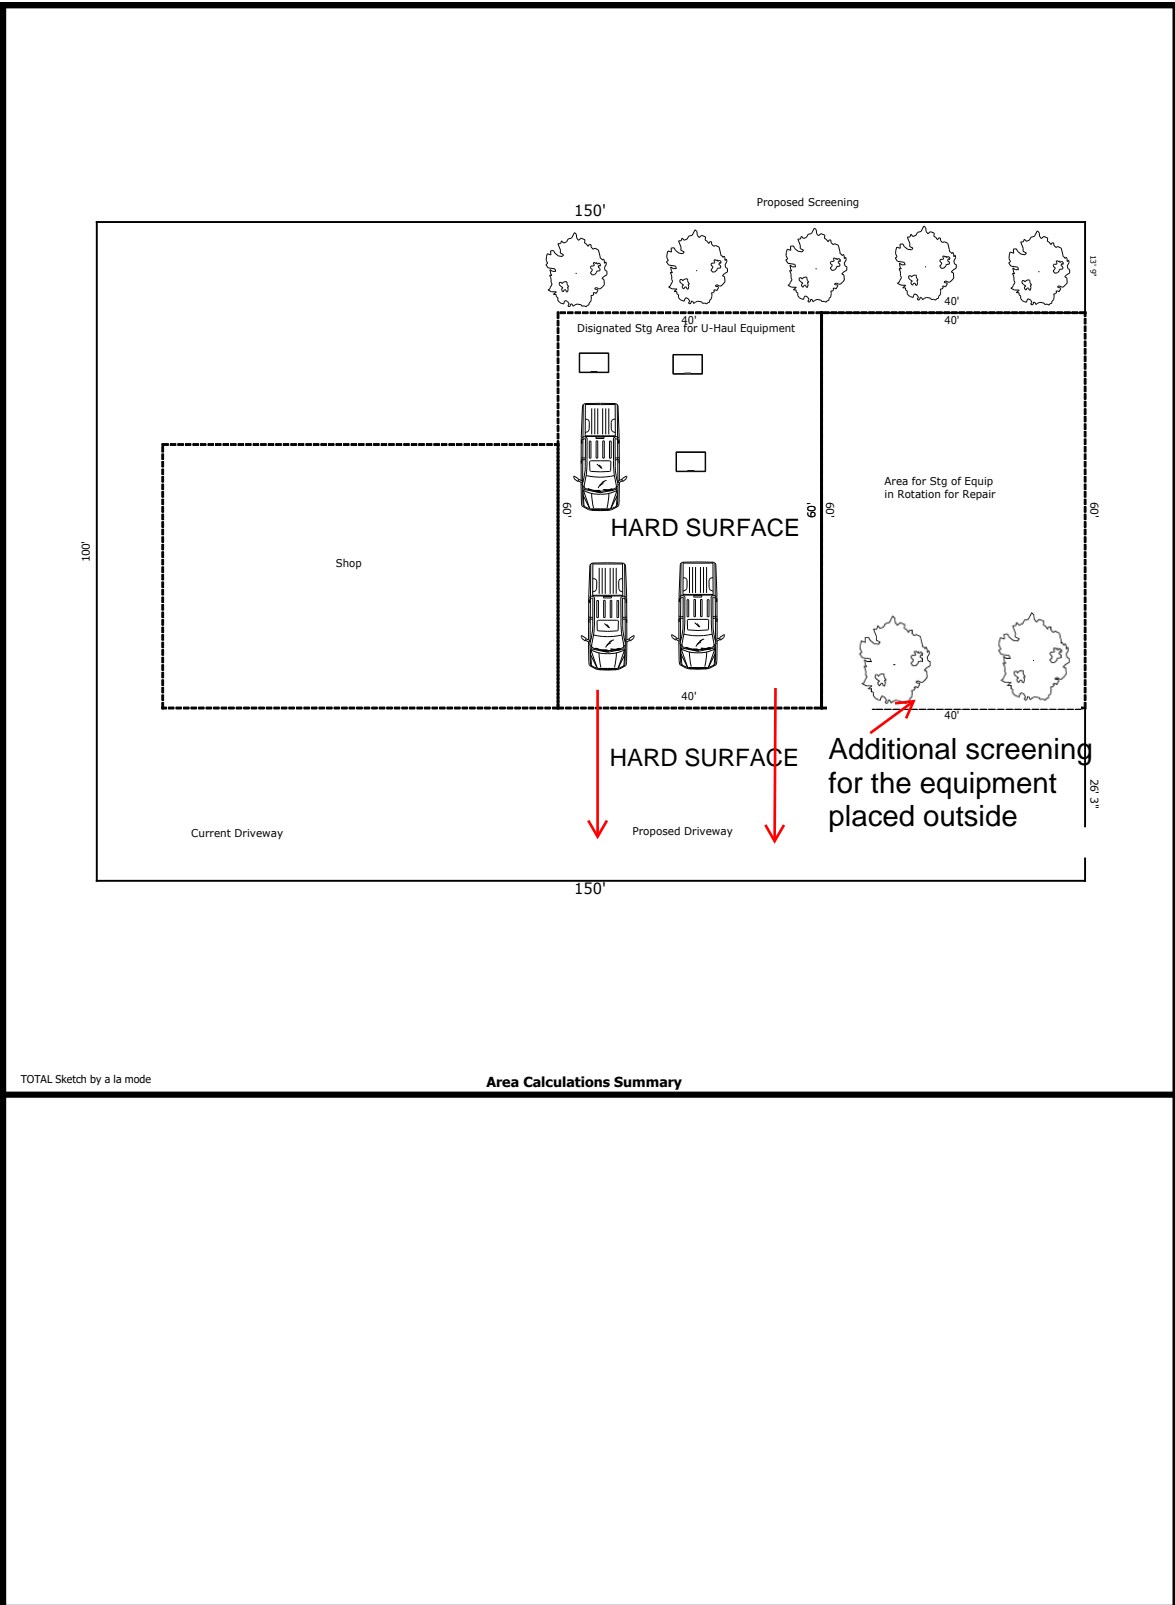 Proposed Screening
150'
13' 9"
40'
40'
40'
Disignated Stg Area for U-Haul Equipment
Area for Stg of Equip
in Rotation for Repair
60'
60'
60'
60'
HARD SURFACE
100'
Shop
40'
40'
HARD SURFACE
Additional screening
for the equipment
placed outside
26' 3"
Current Driveway
Proposed Driveway
150'
TOTAL Sketch by a la mode
Area Calculations Summary